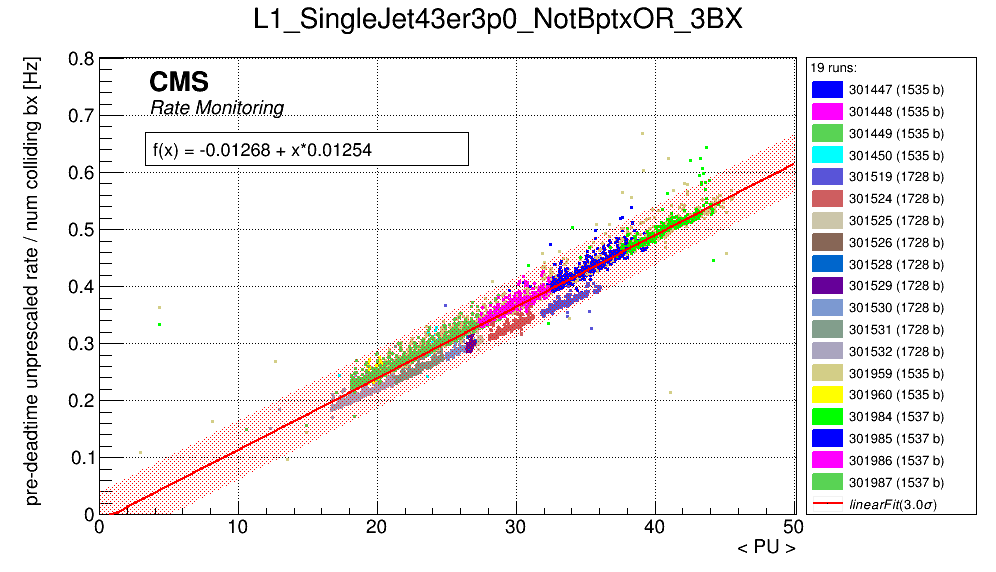 L1_SingleJet43er3p0_NotBptxOR_3BX
pre-deadtime unprescaled rate / num colliding bx [Hz]
0.8
0.7
0.6
0.5
0.4
0.3
0.2
0.1
0
CMS
Rate Monitoring
f(x) = -0.01268 + x*0.01254
0 10 20 30 40 50
< PU >
19 runs:
301447 (1535 b)
301448 (1535 b)
301449 (1535 b)
301450 (1535 b)
301519 (1728 b)
301524 (1728 b)
301525 (1728 b)
301526 (1728 b)
301528 (1728 b)
301529 (1728 b)
301530 (1728 b)
301531 (1728 b)
301532 (1728 b)
301959 (1535 b)
301960 (1535 b)
301984 (1537 b)
301985 (1537 b)
301986 (1537 b)
301987 (1537 b)
linearFit(3.0σ)